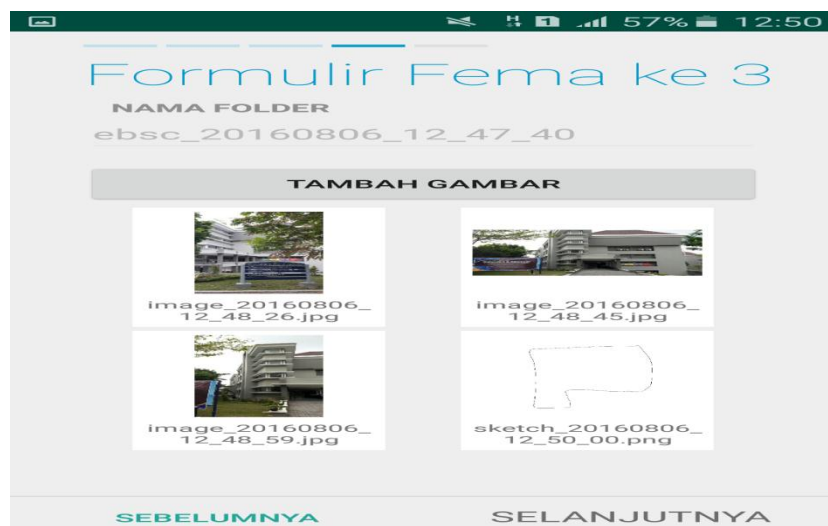 57% 12:50
Formulir Fema ke 3
NAMA FOLDER
ebsc_20160806_12_47_40
TAMBAH GAMBAR
image_20160806_
12_48_26.jpg
image_20160806_
12_48_45.jpg
image_20160806_
12_48_59.jpg
sketch_20160806_
12_50_00.png
SEBELUMNYA
SELANJUTNYA